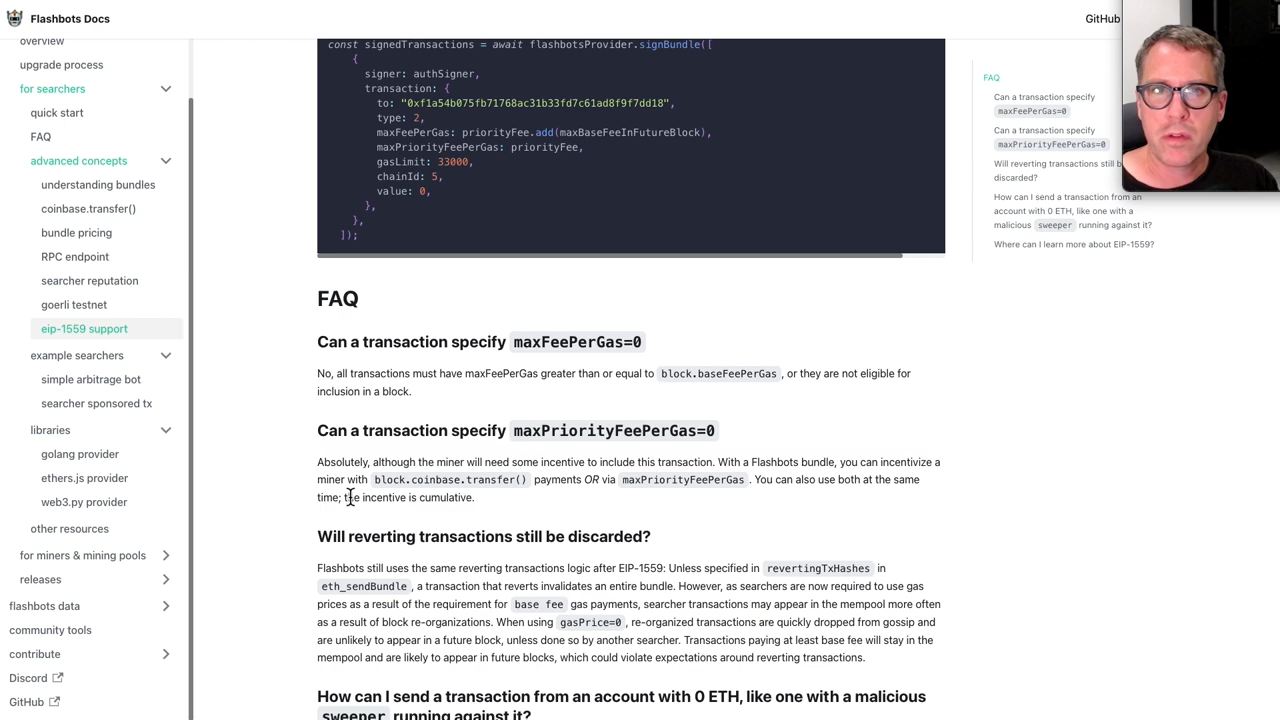 Flashbots Docs
GitHub
overview
upgrade process
for searchers
quick start
FAQ
advanced concepts
understanding bundles
coinbase.transfer()
bundle pricing
RPC endpoint
searcher reputation
goerli testnet
eip-1559 support
example searchers
simple arbitrage bot
searcher sponsored tx
libraries
golang provider
ethers.js provider
web3.py provider
other resources
for miners & mining pools
releases
flashbots data
community tools
contribute
Discord
GitHub
const signedTransactions = await flashbotsProvider.signBundle([
{
signer: authSigner,
transaction: {
to: "0xf1a54b075fb71768ac31b33fd7c61ad8f9f7dd18",
type: 2,
maxFeePerGas: priorityFee.add(maxBaseFeeInFutureBlock),
maxPriorityFeePerGas: priorityFee,
gasLimit: 33000,
chainId: 5,
value: 0,
},
},
]);
FAQ
Can a transaction specify maxFeePerGas=0
No, all transactions must have maxFeePerGas greater than or equal to block.baseFeePerGas, or they are not eligible for
inclusion in a block.
Can a transaction specify maxPriorityFeePerGas=0
Absolutely, although the miner will need some incentive to include this transaction. With a Flashbots bundle, you can incentivize a
miner with block.coinbase.transfer() payments OR via maxPriorityFeePerGas. You can also use both at the same
time; the incentive is cumulative.
Will reverting transactions still be discarded?
Flashbots still uses the same reverting transactions logic after EIP-1559: Unless specified in revertingTxHashes in
eth_sendBundle, a transaction that reverts invalidates an entire bundle. However, as searchers are now required to use gas
prices as a result of the requirement for base fee gas payments, searcher transactions may appear in the mempool more often
as a result of block re-organizations. When using gasPrice=0, re-organized transactions are quickly dropped from gossip and
are unlikely to appear in a future block, unless done so by another searcher. Transactions paying at least base fee will stay in the
mempool and are likely to appear in future blocks, which could violate expectations around reverting transactions.
How can I send a transaction from an account with 0 ETH, like one with a malicious
sweeper running against it?
FAQ
Can a transaction specify
maxFeePerGas=0
Can a transaction specify
maxPriorityFeePerGas=0
Will reverting transactions still b
discarded?
How can I send a transaction from an
account with 0 ETH, like one with a
malicious sweeper running against it?
Where can I learn more about EIP-1559?